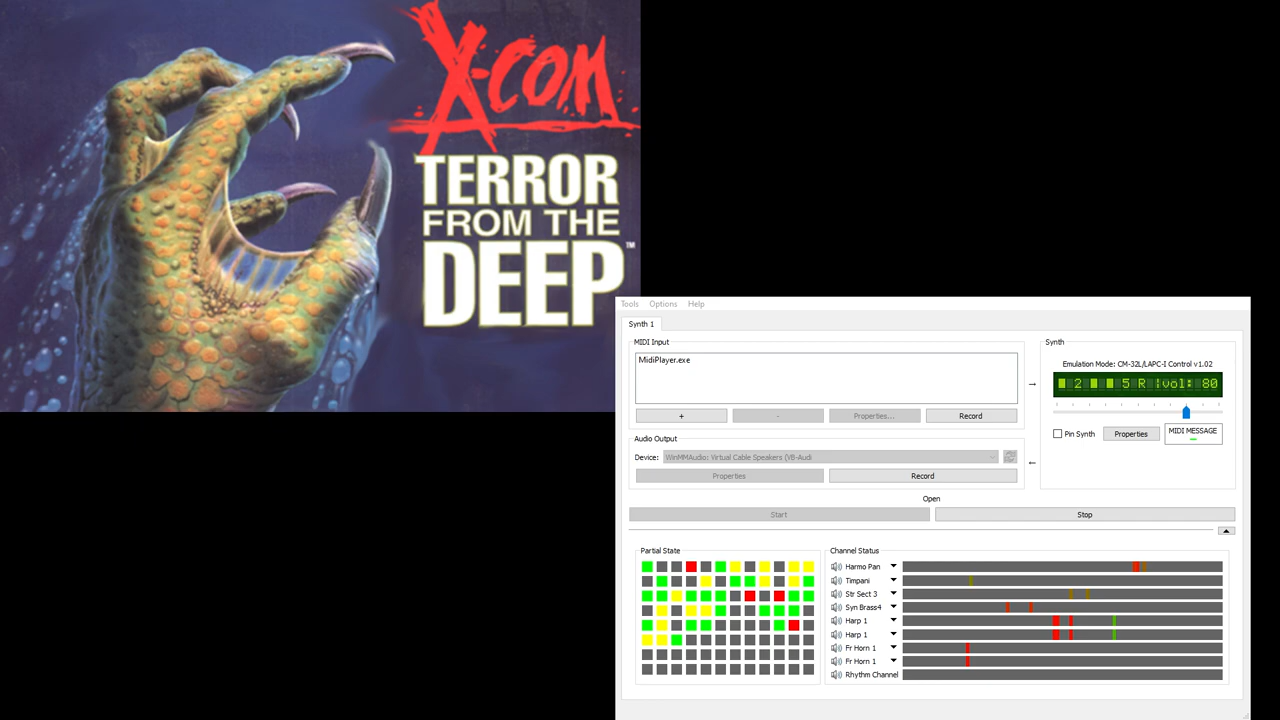 X-COM
TERROR
FROM THE
DEEP™
Tools Options Help
Synth 1
MIDI Input
MidiPlayer.exe
+ - Properties... Record
Synth
Emulation Mode: CM-32L/LAPC-I Control v1.02
2 5 R |vol: 80
Pin Synth Properties MIDI MESSAGE
Audio Output
Device: WinMMAudio: Virtual Cable Speakers (VB-Audi
Properties Record
Open
Start Stop
Partial State
Channel Status
Harmo Pan
Timpani
Str Sect 3
Syn Brass4
Harp 1
Harp 1
Fr Horn 1
Fr Horn 1
Rhythm Channel